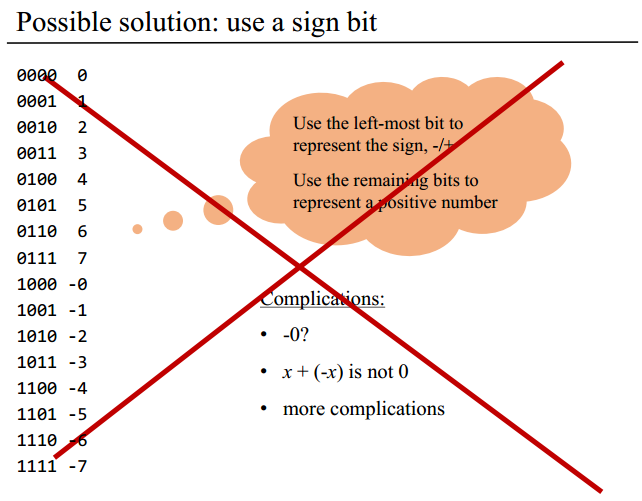 Possible solution: use a sign bit
0000 0
0001 1
0010 2
0011 3
0100 4
0101 5
0110 6
0111 7
1000 -0
1001 -1
1010 -2
1011 -3
1100 -4
1101 -5
1110 -6
1111 -7
Use the left-most bit to
represent the sign, -/+
Use the remaining bits to
represent a positive number
Complications:
• -0?
• x + (-x) is not 0
• more complications